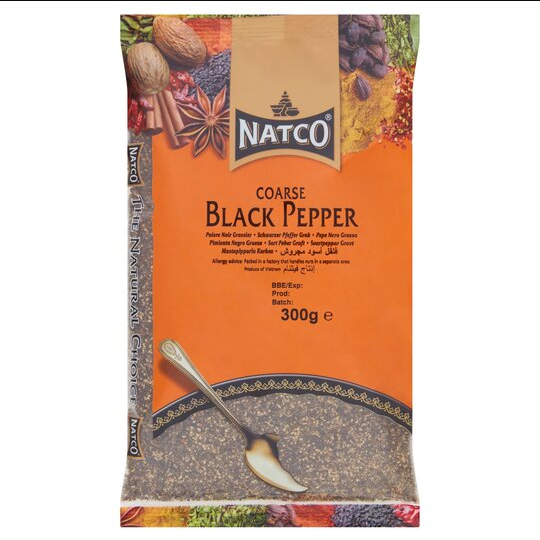 NATCO®
COARSE
BLACK PEPPER
Poivre Noir Grossier • Schwarzer Pfeffer Grob • Pepe Nero Grosso
Pimienta Negra Gruesa • Sort Peber Groft • Svartpeppar Grovt
Mustapippuria Karkea • فلفل أسود مجروش
Allergy advice: Packed in a factory that handles nuts in a separate area.
Produce of Vietnam إنتاج فيتنام
BBE/Exp:
Prod:
Batch:
300g ℮
NATCO
THE NATURAL CHOICE
NATCO